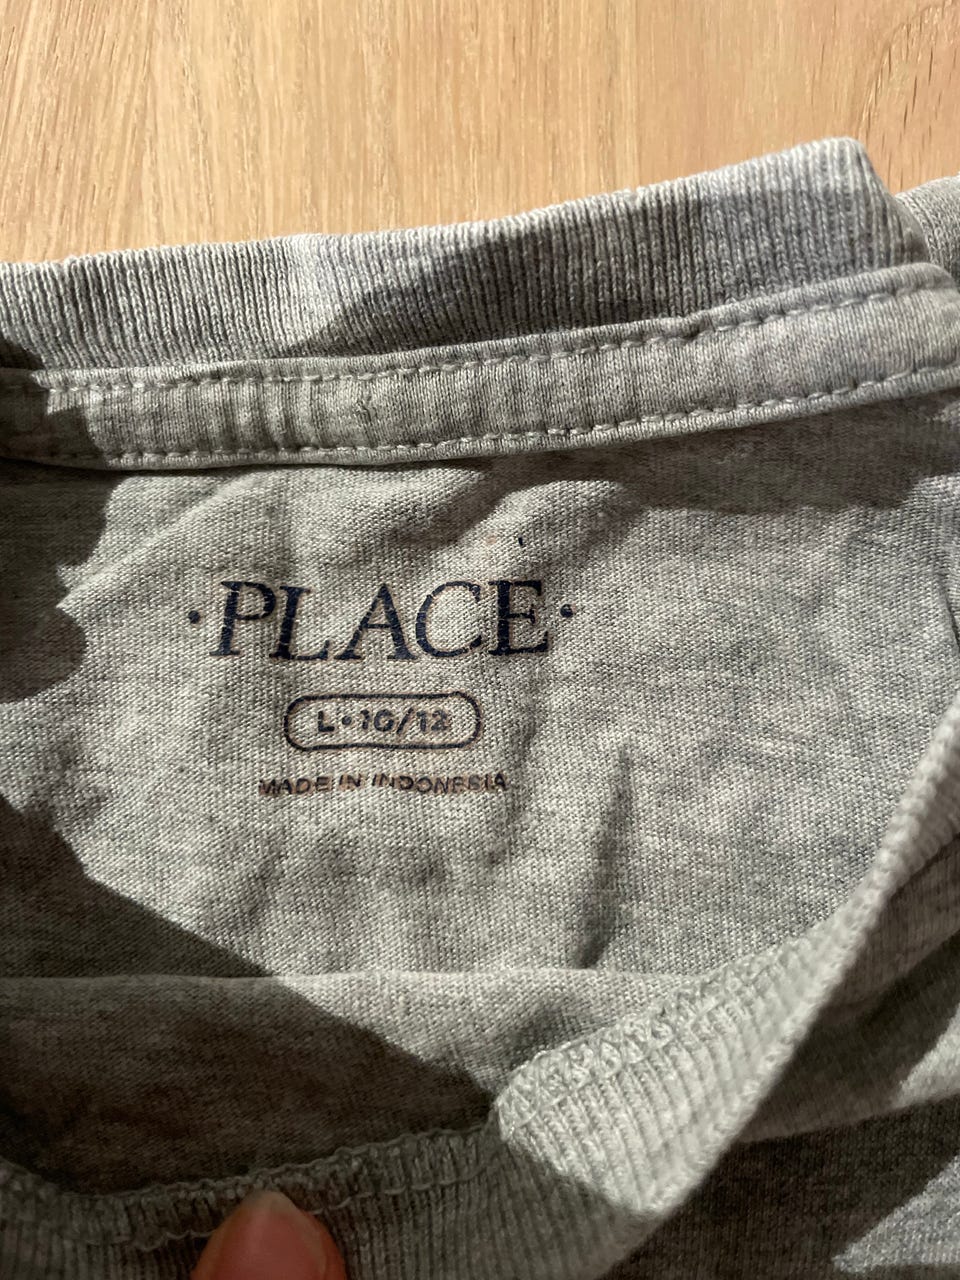 ·PLACE·
L•10/12
MADE IN INDONESIA